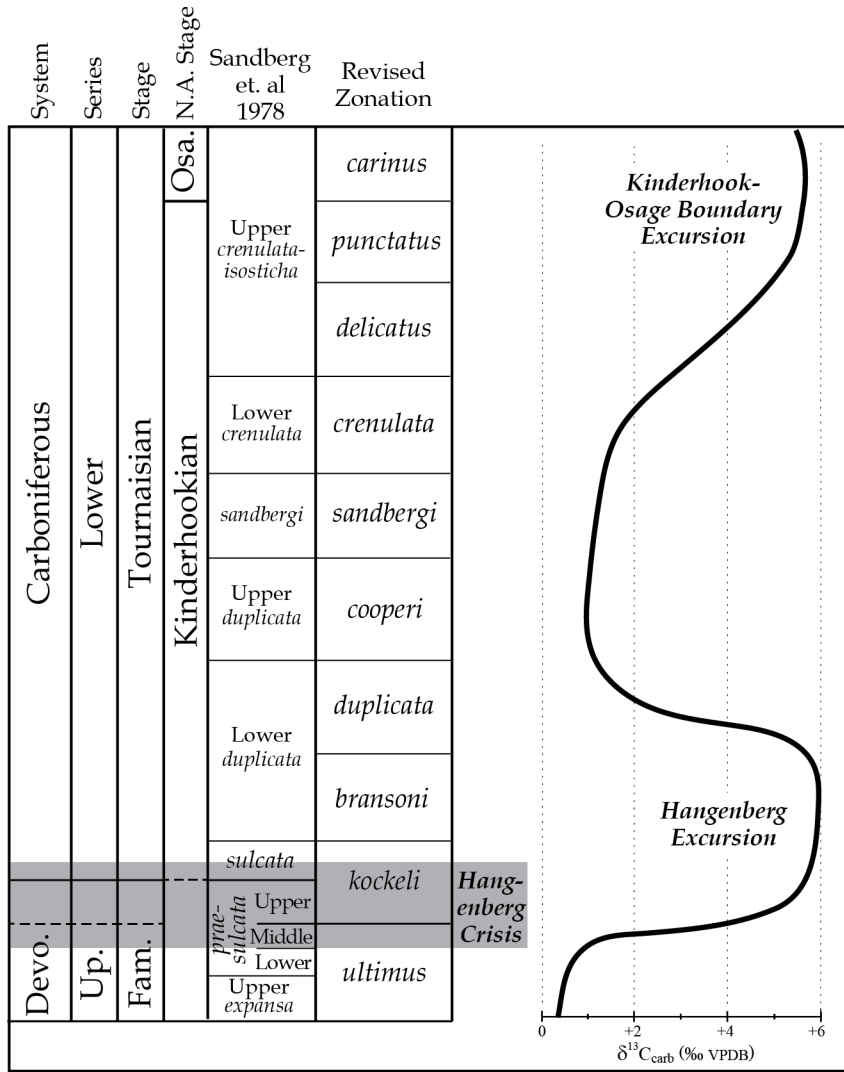 System
Series
Stage
N.A. Stage
Sandberg
et. al
1978
Revised
Zonation
Carboniferous
Devo.
Lower
Up.
Tournaisian
Fam.
Osa.
Kinderhookian
Upper
crenulata-
isosticha
Lower
crenulata
sandbergi
Upper
duplicata
Lower
duplicata
sulcata
prae-
sulcata
Upper
Middle
Lower
Upper
expansa
carinus
punctatus
delicatus
crenulata
sandbergi
cooperi
duplicata
bransoni
kockeli
ultimus
Hang-
enberg
Crisis
Kinderhook-
Osage Boundary
Excursion
Hangenberg
Excursion
0 +2 +4 +6
δ¹³C_carb (‰ VPDB)